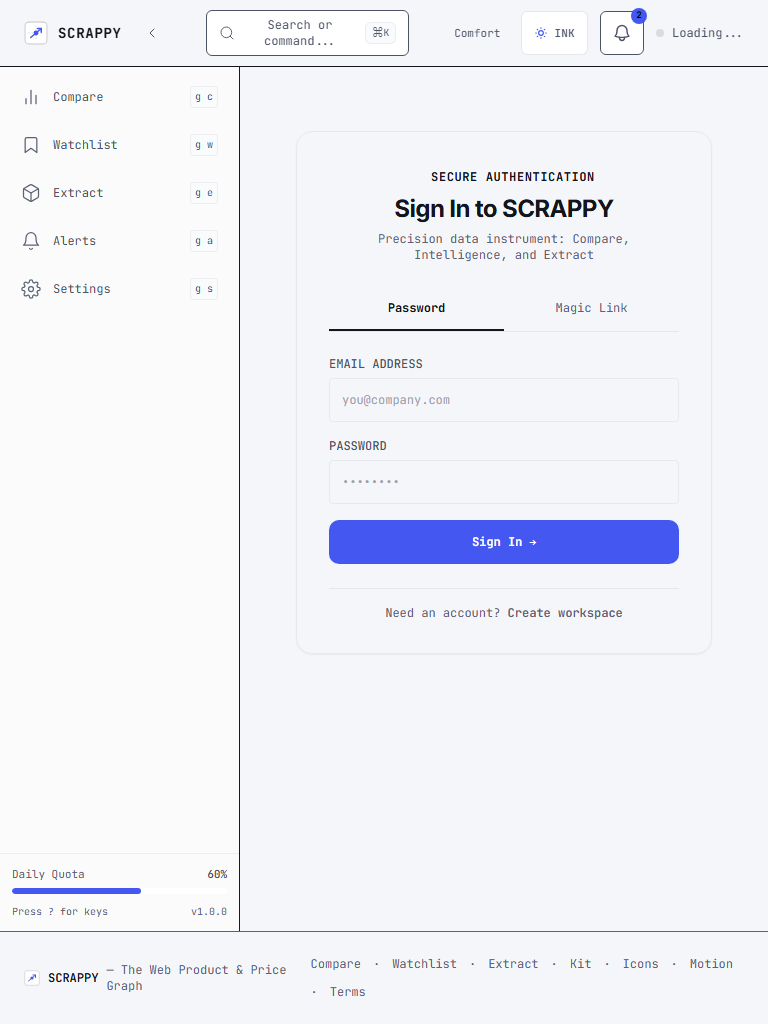 SCRAPPY
Search or
command...
⌘K
Comfort
INK
2
Loading...
Compare
g c
Watchlist
g w
Extract
g e
Alerts
g a
Settings
g s
SECURE AUTHENTICATION
Sign In to SCRAPPY
Precision data instrument: Compare,
Intelligence, and Extract
Password
Magic Link
EMAIL ADDRESS
you@company.com
PASSWORD
••••••••
Sign In →
Need an account? Create workspace
Daily Quota
60%
Press ? for keys
v1.0.0
SCRAPPY
— The Web Product & Price
Graph
Compare · Watchlist · Extract · Kit · Icons · Motion
· Terms